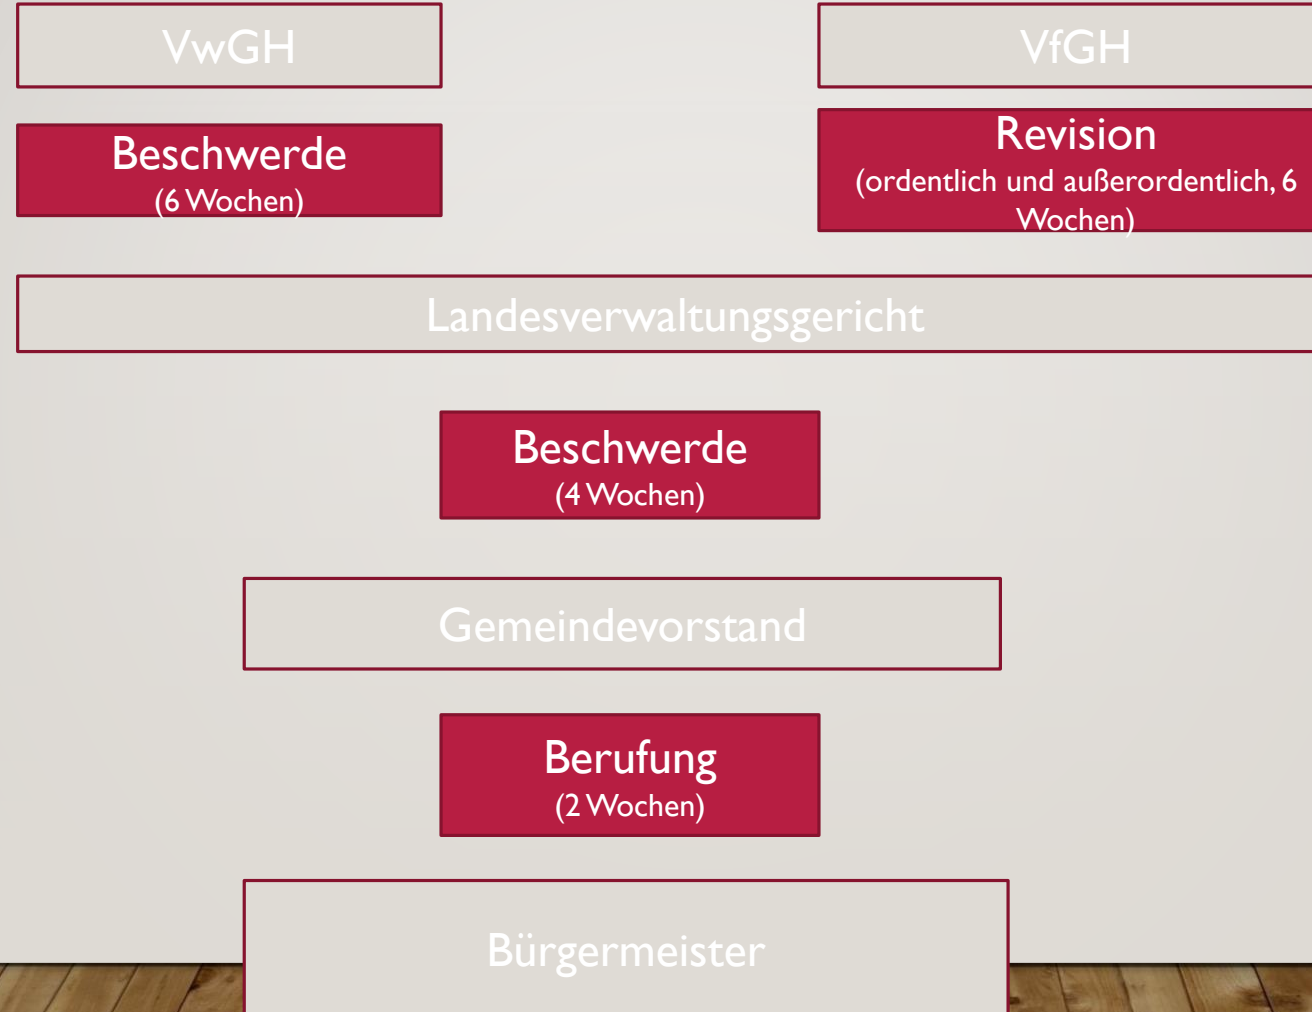 VwGH
VfGH
Beschwerde
(6 Wochen)
Revision
(ordentlich und außerordentlich, 6
Wochen)
Landesverwaltungsgericht
Beschwerde
(4 Wochen)
Gemeindevorstand
Berufung
(2 Wochen)
Bürgermeister